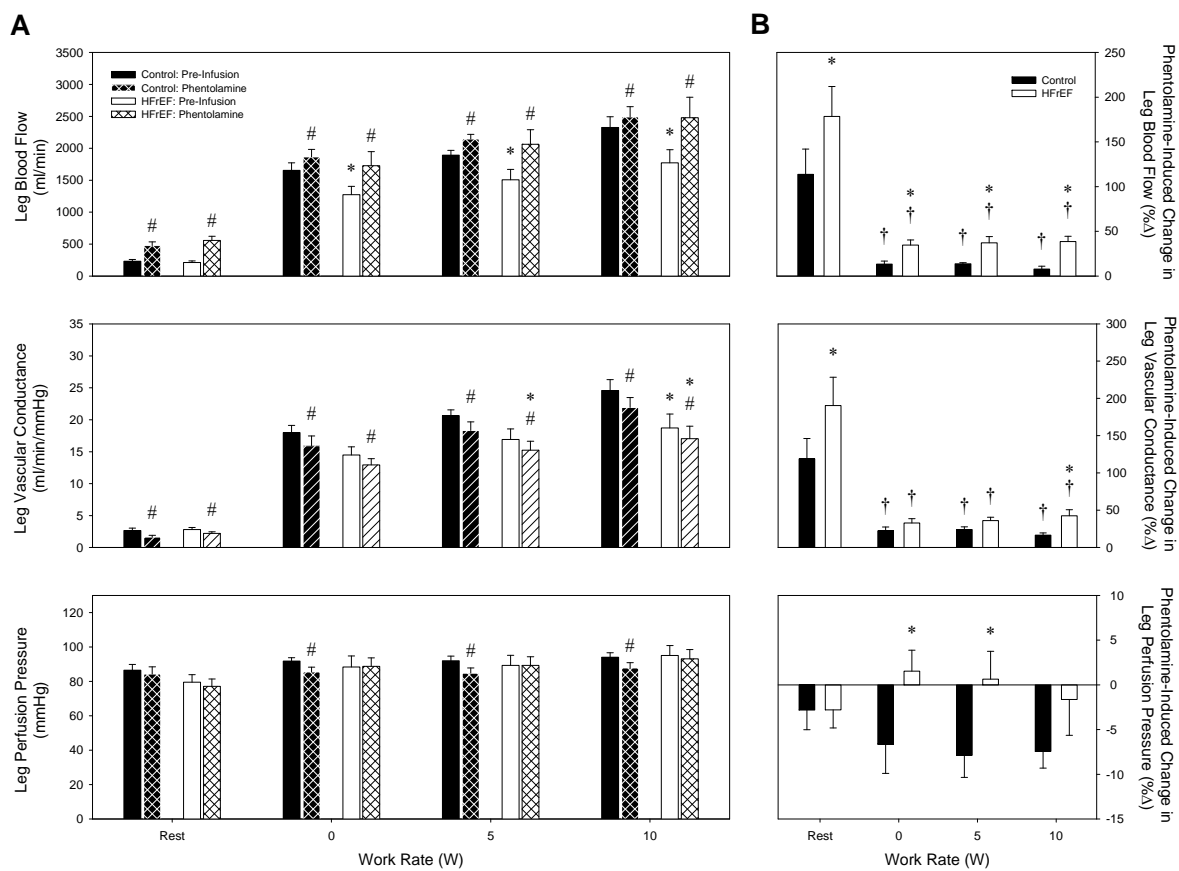 A
3500
3000
2500
2000
1500
1000
500
0
Leg Blood Flow
(ml/min)
Control: Pre-Infusion
Control: Phentolamine
HFrEF: Pre-Infusion
HFrEF: Phentolamine
# # # # * # * # * # #
35
30
25
20
15
10
5
0
Leg Vascular Conductance
(ml/min/mmHg)
# # # # # * # # * * #
120
100
80
60
40
20
0
Leg Perfusion Pressure
(mmHg)
# # #
Rest 0 5 10
Work Rate (W)
B
250
200
150
100
50
0
Phentolamine-Induced Change in
Leg Blood Flow (%Δ)
Control
HFrEF
*
* * *
† † † † † †
300
250
200
150
100
50
0
Phentolamine-Induced Change in
Leg Vascular Conductance (%Δ)
*
*
† † † † † †
10
5
0
-5
-10
-15
Phentolamine-Induced Change in
Leg Perfusion Pressure (%Δ)
* *
Rest 0 5 10
Work Rate (W)